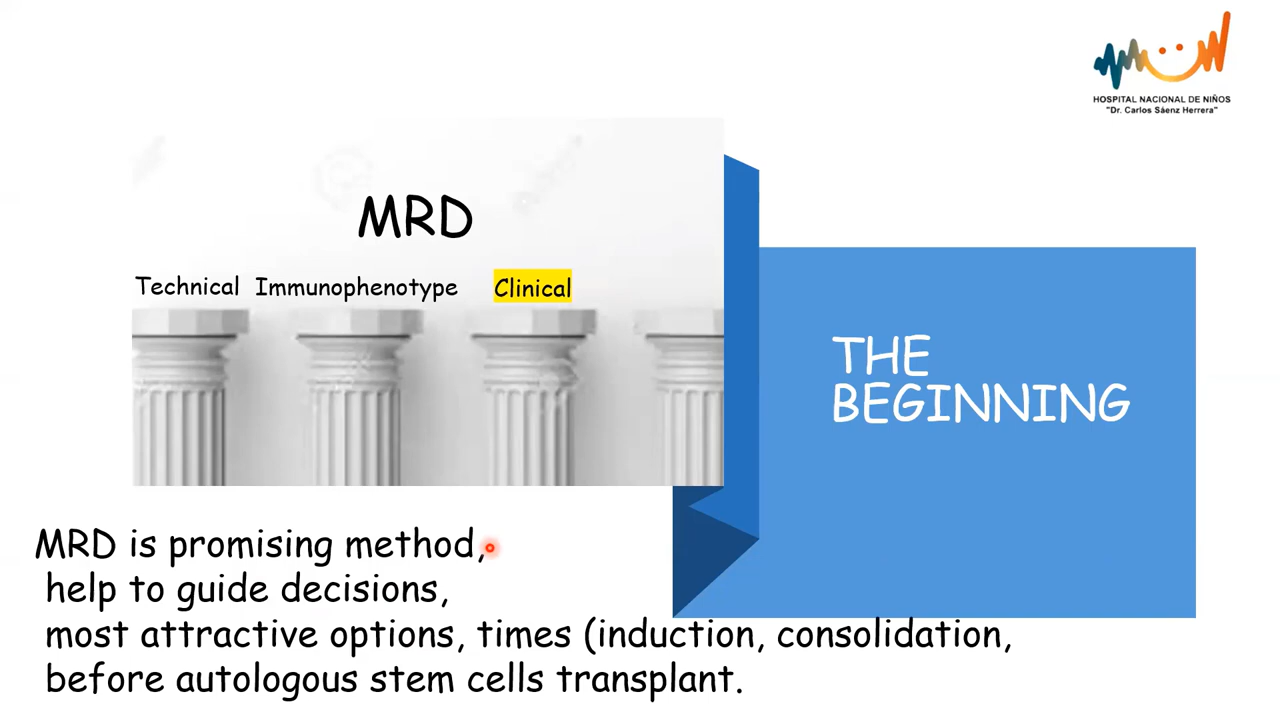 HOSPITAL NACIONAL DE NIÑOS
"Dr. Carlos Sáenz Herrera"
MRD
Technical Immunophenotype Clinical
THE
BEGINNING
MRD is promising method,
help to guide decisions,
most attractive options, times (induction, consolidation,
before autologous stem cells transplant.